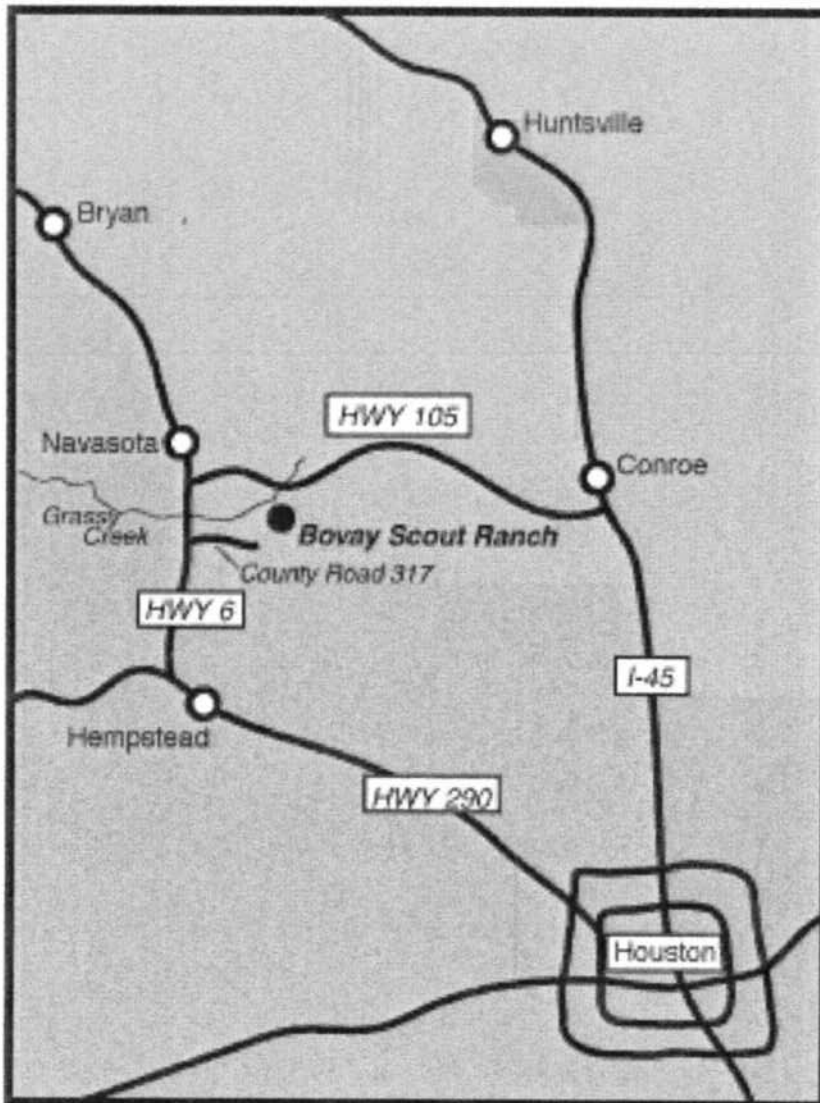 Huntsville
Bryan
HWY 105
Navasota
Conroe
Grassy
Creek
Bovay Scout Ranch
County Road 317
HWY 6
I-45
Hempstead
HWY 290
Houston